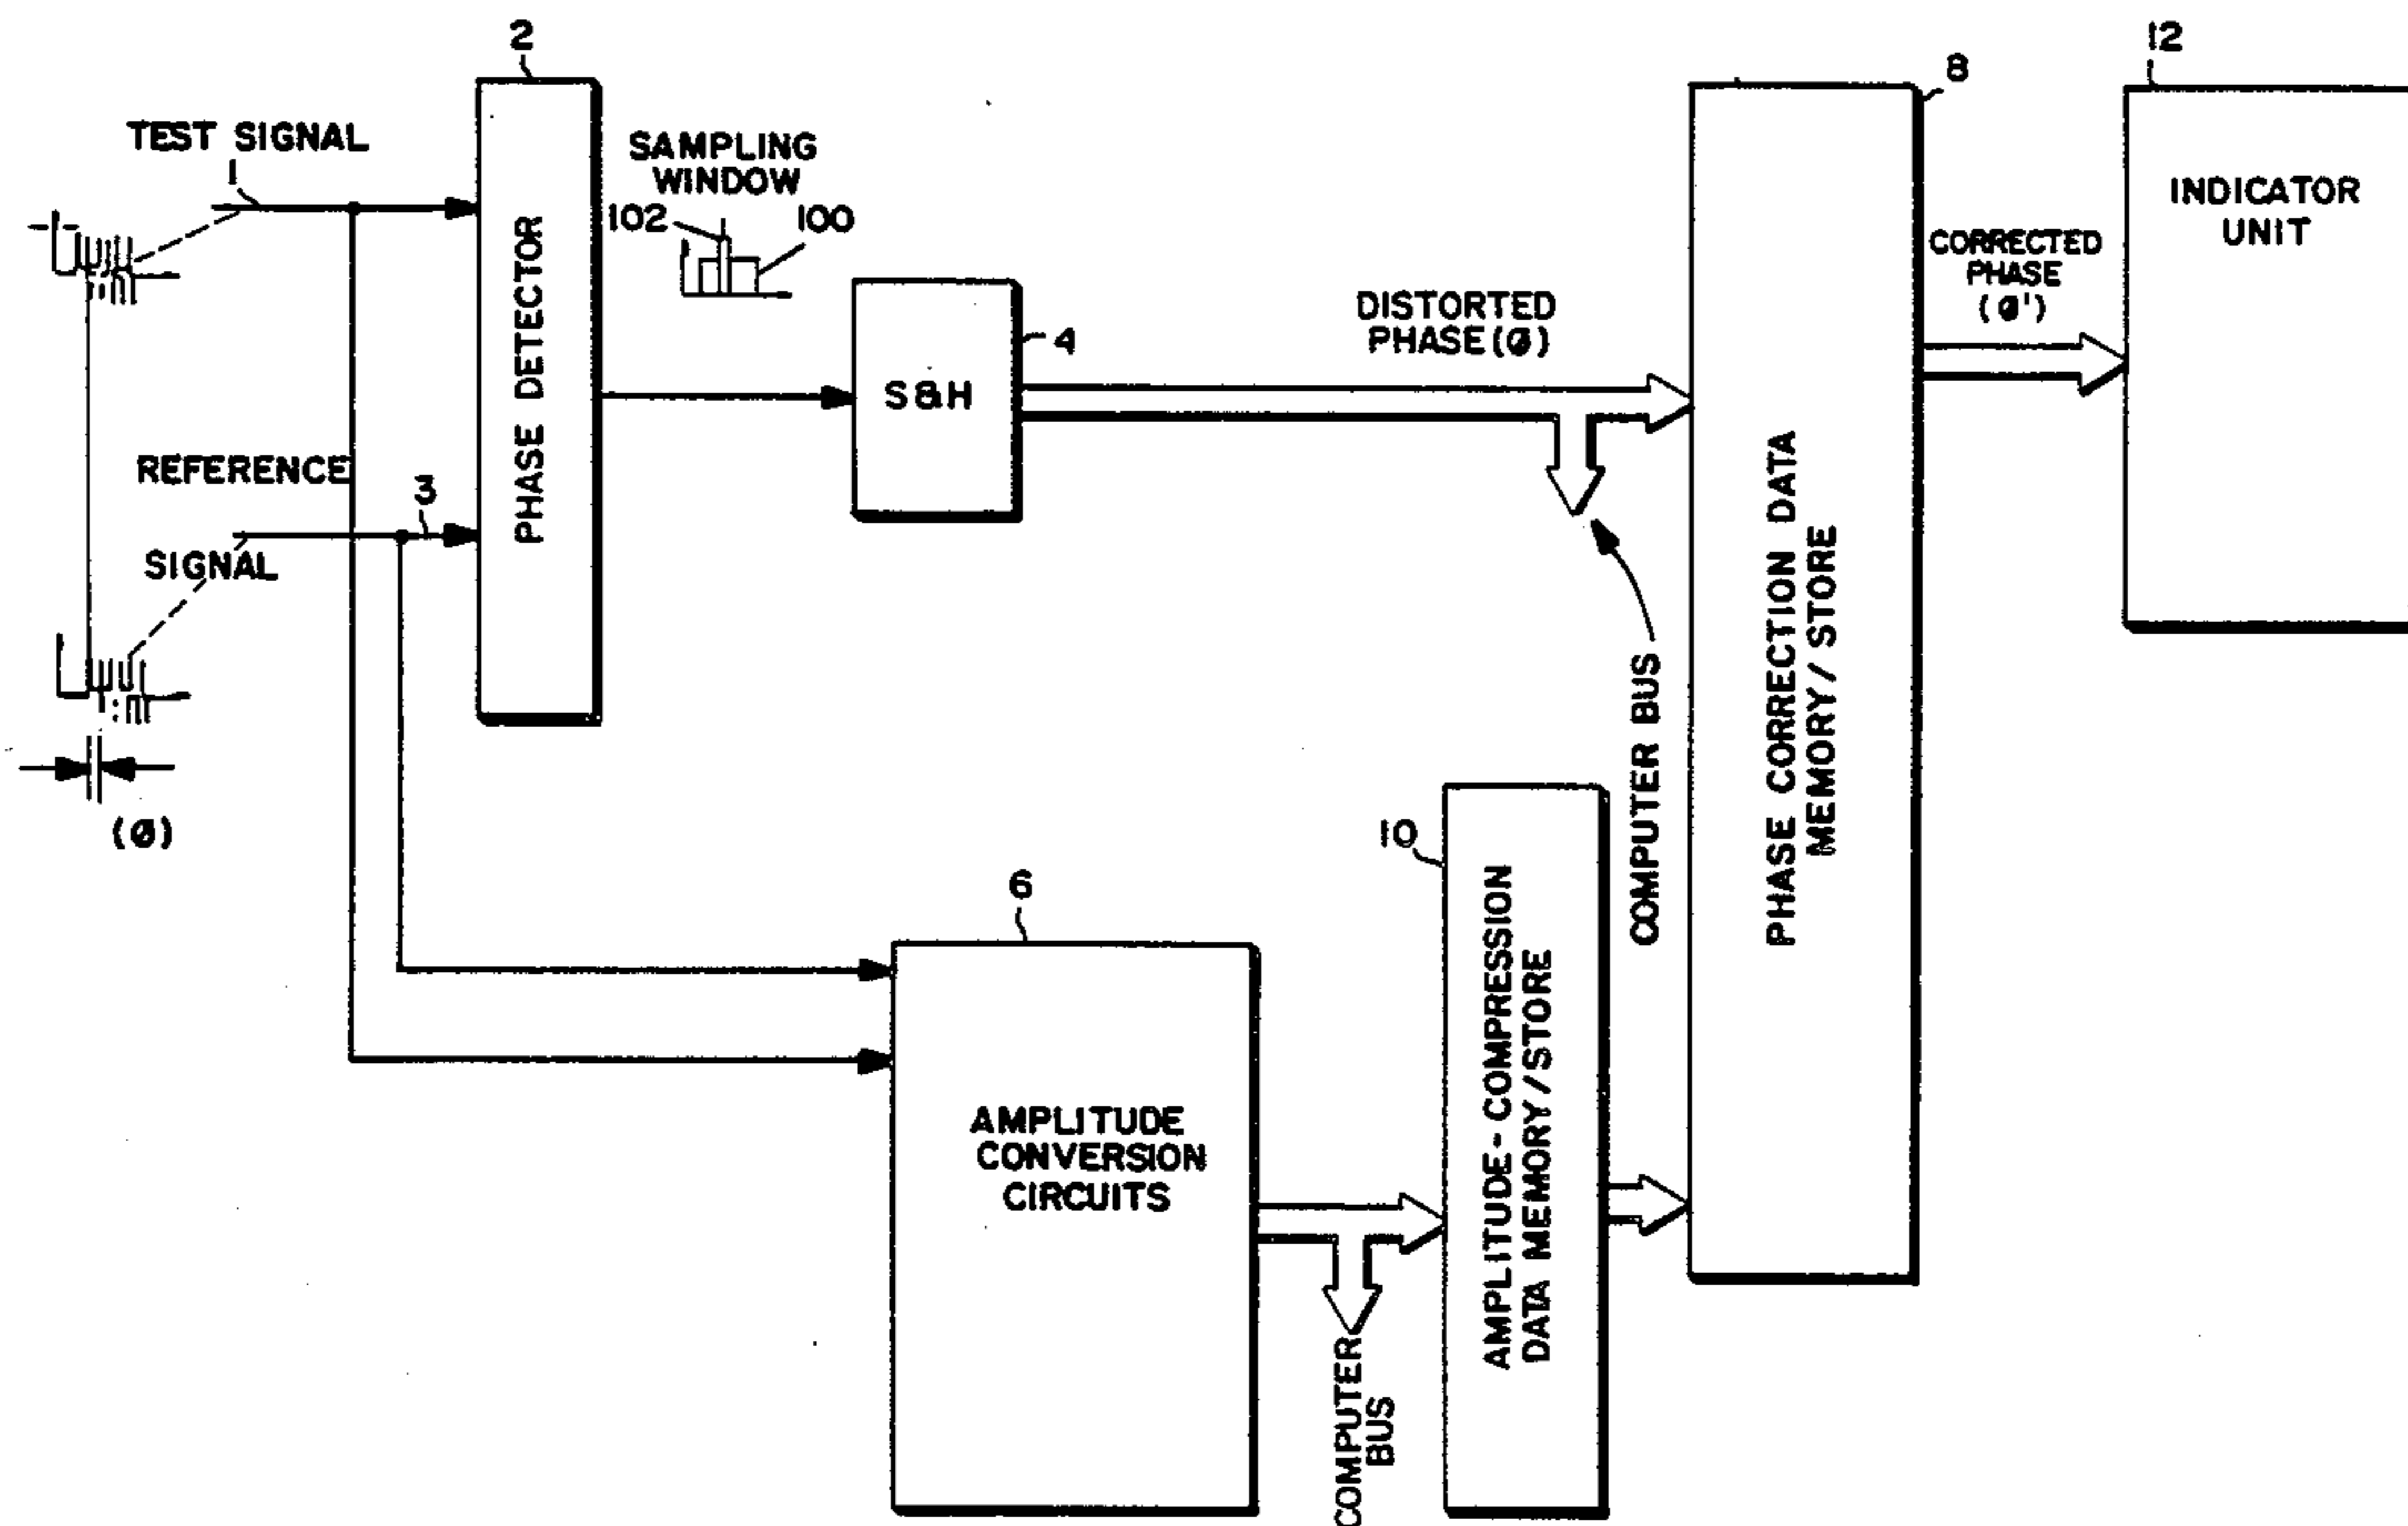 2
8
12
TEST SIGNAL
1
SAMPLING
WINDOW
102
100
PHASE DETECTOR
4
S&H
DISTORTED
PHASE (Ø)
CORRECTED
PHASE
(Ø')
INDICATOR
UNIT
REFERENCE
3
SIGNAL
(Ø)
COMPUTER BUS
PHASE CORRECTION DATA
MEMORY/STORE
6
10
AMPLITUDE
CONVERSION
CIRCUITS
AMPLITUDE-COMPRESSION
DATA MEMORY/STORE
COMPUTER
BUS